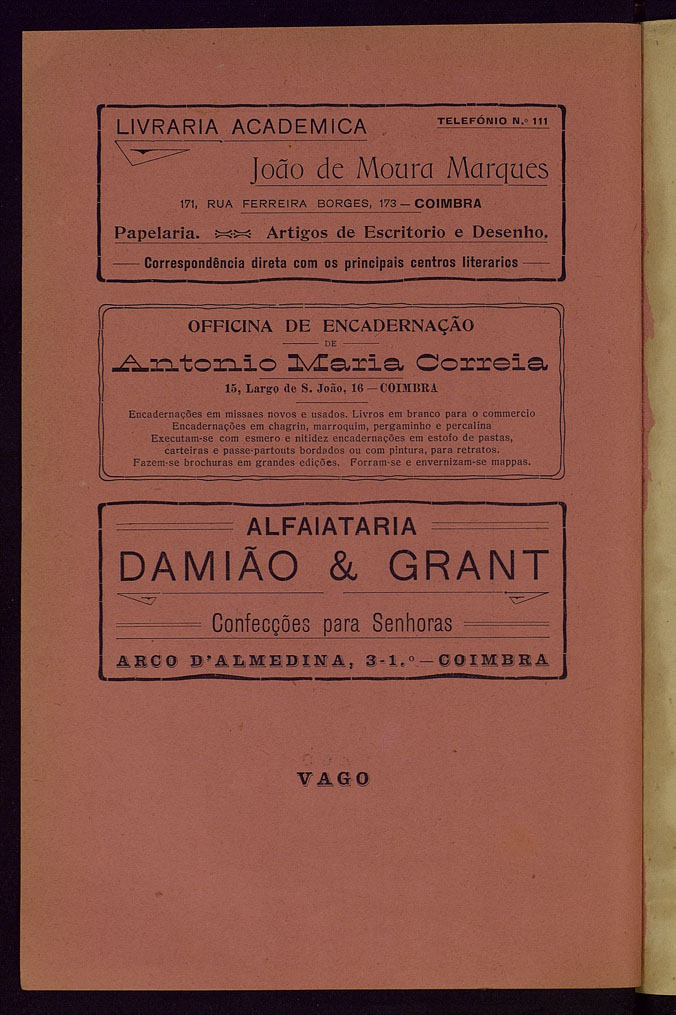 LIVRARIA ACADEMICA
TELEFÓNIO N.º 111
João de Moura Marques
171, RUA FERREIRA BORGES, 173 — COIMBRA
Papelaria. Artigos de Escritorio e Desenho.
Correspondência direta com os principais centros literarios
OFFICINA DE ENCADERNAÇÃO
DE
Antonio Maria Correia
15, Largo de S. João, 16 — COIMBRA
Encadernações em missaes novos e usados. Livros em branco para o commercio
Encadernações em chagrin, marroquim, pergaminho e percalina
Executam-se com esmero e nitidez encadernações em estofo de pastas,
carteiras e passe-partouts bordados ou com pintura, para retratos.
Fazem-se brochuras em grandes edições. Forram-se e envernizam-se mappas.
ALFAIATARIA
DAMIÃO & GRANT
Confecções para Senhoras
ARCO D'ALMEDINA, 3-1.º — COIMBRA
VAGO